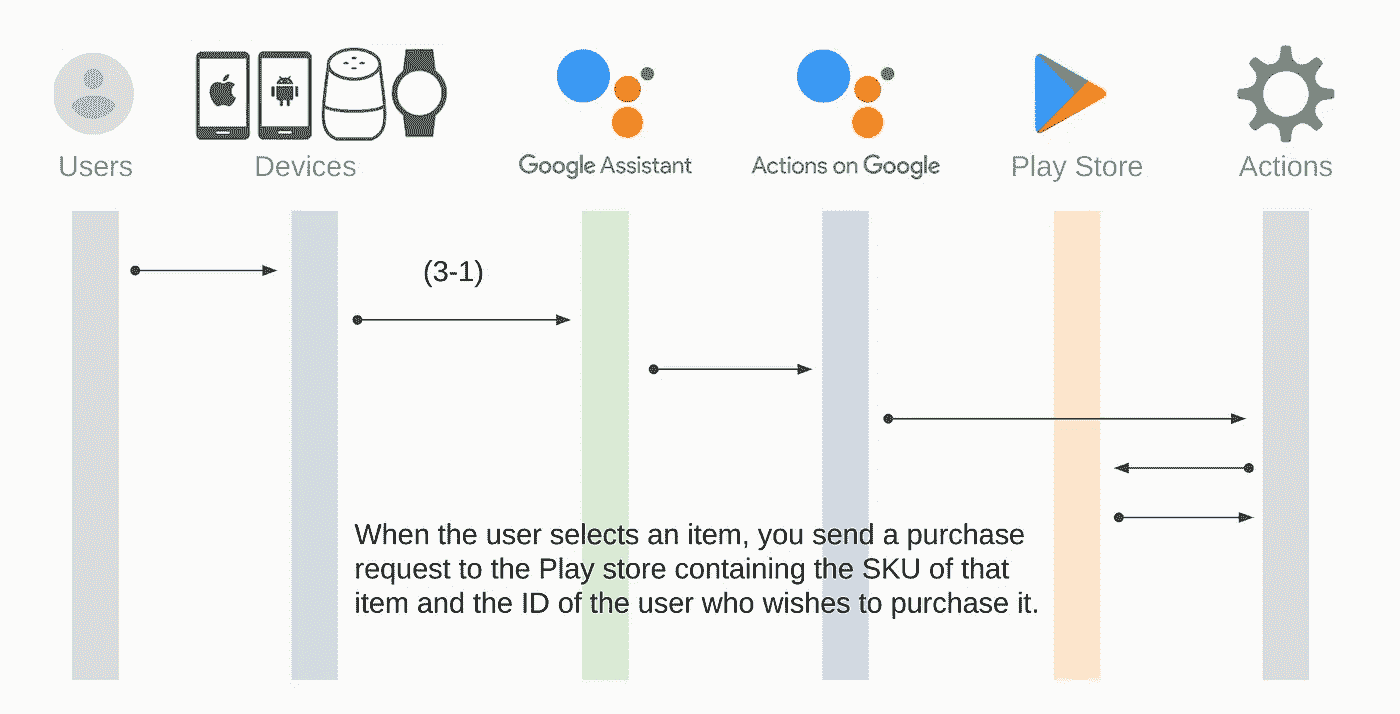 Users
Devices
Google Assistant
Actions on Google
Play Store
Actions
(3-1)
When the user selects an item, you send a purchase
request to the Play store containing the SKU of that
item and the ID of the user who wishes to purchase it.